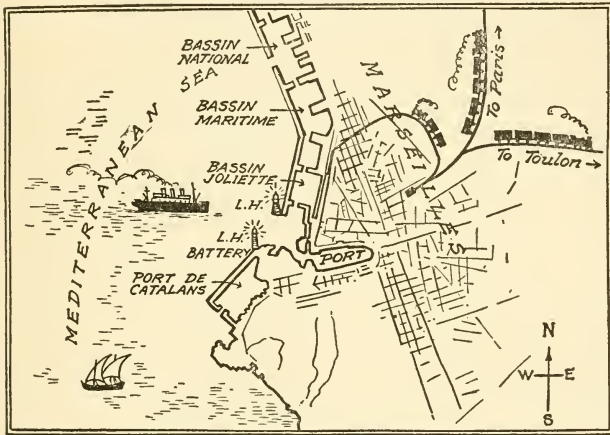 BASSIN
NATIONAL
SEA
BASSIN
MARITIME
MARSEILLES
To Paris →
To Toulon →
BASSIN
JOLIETTE
L.H.
L.H.
BATTERY
PORT
PORT DE
CATALANS
MEDITERRANEAN
N
W E
S